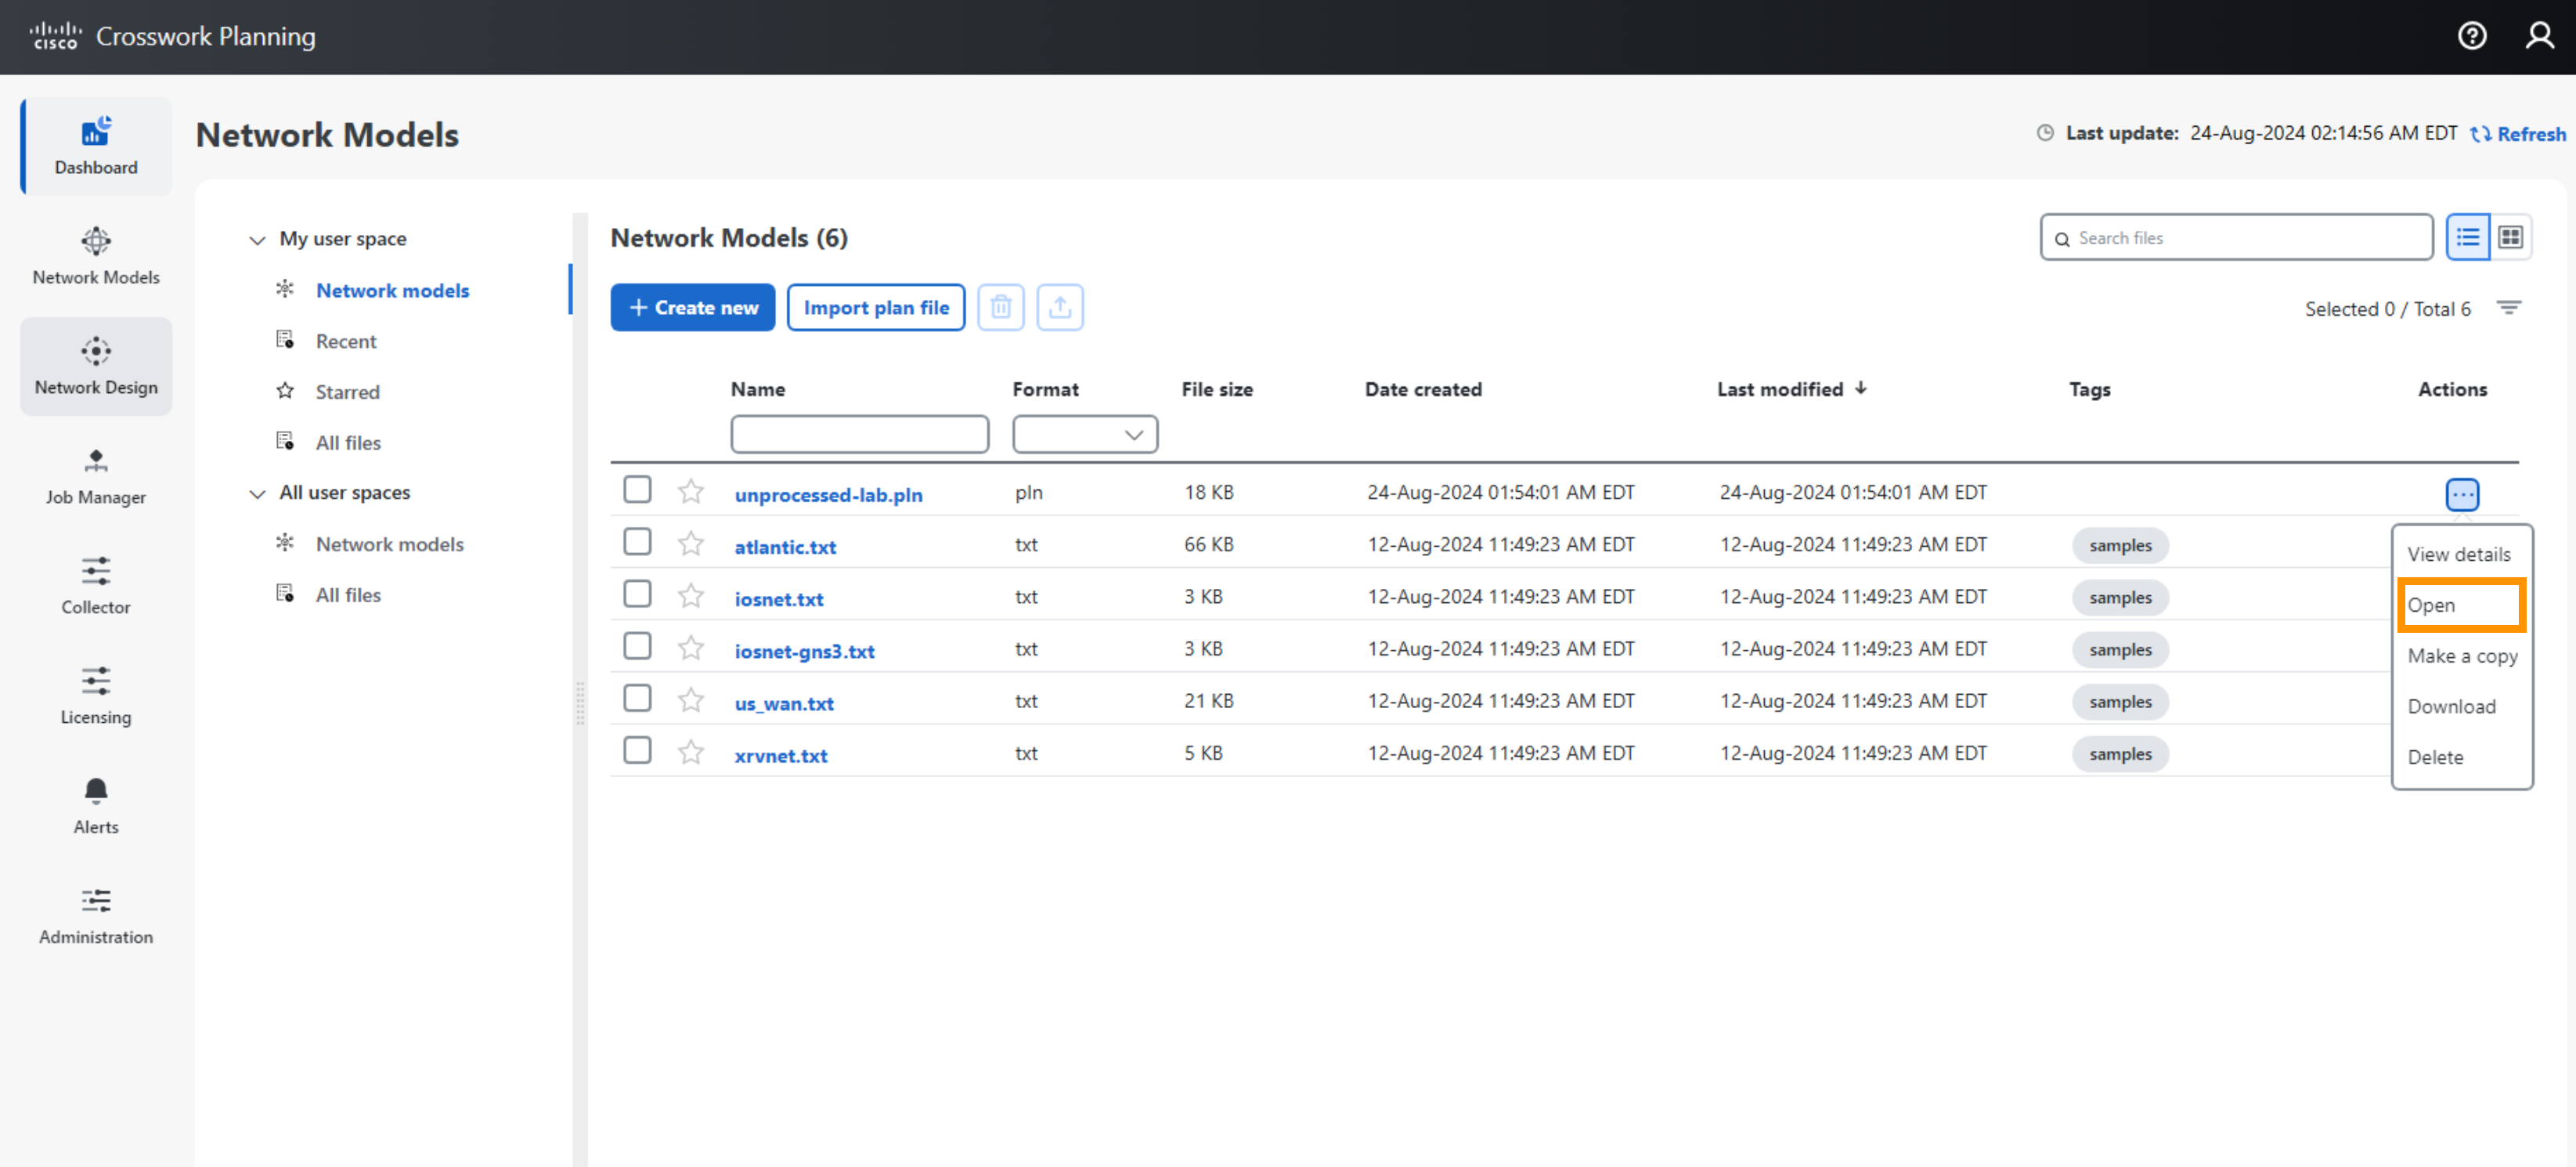 cisco Crosswork Planning
Dashboard
Network Models
Network Design
Job Manager
Collector
Licensing
Alerts
Administration
Network Models
Last update: 24-Aug-2024 02:14:56 AM EDT Refresh
My user space
Network models
Recent
Starred
All files
All user spaces
Network models
All files
Network Models (6)
Search files
Create new Import plan file
Selected 0 / Total 6
Name Format File size Date created Last modified Tags Actions
unprocessed-lab.pln pln 18 KB 24-Aug-2024 01:54:01 AM EDT 24-Aug-2024 01:54:01 AM EDT
atlantic.txt txt 66 KB 12-Aug-2024 11:49:23 AM EDT 12-Aug-2024 11:49:23 AM EDT samples
iosnet.txt txt 3 KB 12-Aug-2024 11:49:23 AM EDT 12-Aug-2024 11:49:23 AM EDT samples
iosnet-gns3.txt txt 3 KB 12-Aug-2024 11:49:23 AM EDT 12-Aug-2024 11:49:23 AM EDT samples
us_wan.txt txt 21 KB 12-Aug-2024 11:49:23 AM EDT 12-Aug-2024 11:49:23 AM EDT samples
xrvnet.txt txt 5 KB 12-Aug-2024 11:49:23 AM EDT 12-Aug-2024 11:49:23 AM EDT samples
View details
Open
Make a copy
Download
Delete